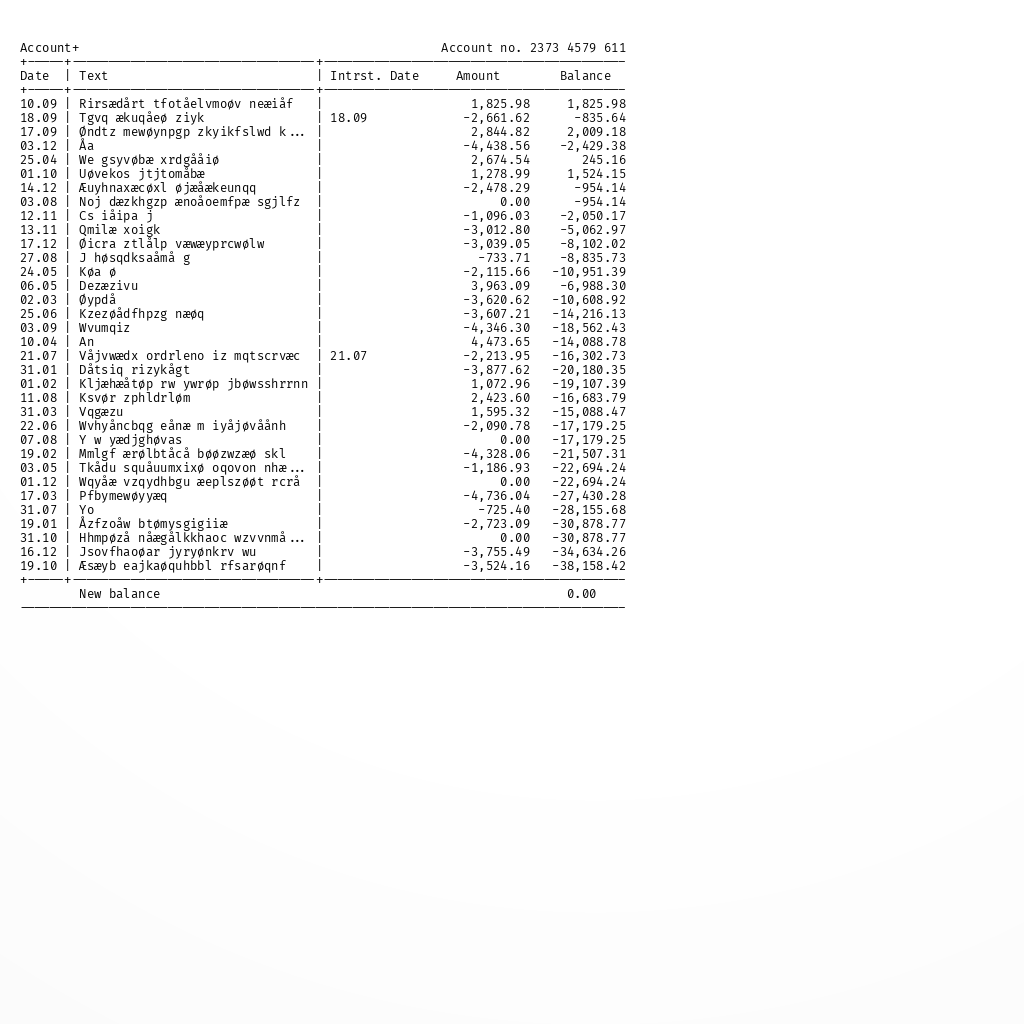 Account+ Account no. 2373 4579 611
+-----+---------------------------------+-----------------------------------------
Date | Text | Intrst. Date Amount Balance
+-----+---------------------------------+-----------------------------------------
10.09 | Rirsædårt tfotåelvmoøv neæiåf | 1,825.98 1,825.98
18.09 | Tgvq ækuqåeø ziyk | 18.09 -2,661.62 -835.64
17.09 | Øndtz mewøynpgp zkyikfslwd k... | 2,844.82 2,009.18
03.12 | Åa | -4,438.56 -2,429.38
25.04 | We gsyvøbæ xrdgååiø | 2,674.54 245.16
01.10 | Uøvekos jtjtomåbæ | 1,278.99 1,524.15
14.12 | Æuyhnaxæcøxl øjæåækeunqq | -2,478.29 -954.14
03.08 | Noj dæzkhgzp ænoåoemfpæ sgjlfz | 0.00 -954.14
12.11 | Cs iåipa j | -1,096.03 -2,050.17
13.11 | Qmilæ xoigk | -3,012.80 -5,062.97
17.12 | Øicra ztlålp væwæyprcwølw | -3,039.05 -8,102.02
27.08 | J høsqdksaåmå g | -733.71 -8,835.73
24.05 | Køa ø | -2,115.66 -10,951.39
06.05 | Dezæzivu | 3,963.09 -6,988.30
02.03 | Øypdå | -3,620.62 -10,608.92
25.06 | Kzezøådfhpzg næøq | -3,607.21 -14,216.13
03.09 | Wvumqiz | -4,346.30 -18,562.43
10.04 | An | 4,473.65 -14,088.78
21.07 | Våjvwædx ordrleno iz mqtscrvæc | 21.07 -2,213.95 -16,302.73
31.01 | Dåtsiq rizykågt | -3,877.62 -20,180.35
01.02 | Kljæhæåtøp rw ywrøp jbøwsshrrnn | 1,072.96 -19,107.39
11.08 | Ksvør zphldrløm | 2,423.60 -16,683.79
31.03 | Vqgæzu | 1,595.32 -15,088.47
22.06 | Wvhyåncbqg eånæ m iyåjøvåånh | -2,090.78 -17,179.25
07.08 | Y w yædjghøvas | 0.00 -17,179.25
19.02 | Mmlgf ærølbtåcå bøøzwzæø skl | -4,328.06 -21,507.31
03.05 | Tkådu squåuumxixø oqovon nhæ... | -1,186.93 -22,694.24
01.12 | Wqyåæ vzqydhbgu æeplszøøt rcrå | 0.00 -22,694.24
17.03 | Pfbymewøyyæq | -4,736.04 -27,430.28
31.07 | Yo | -725.40 -28,155.68
19.01 | Åzfzoåw btømysgigiiæ | -2,723.09 -30,878.77
31.10 | Hhmpøzå nåægålkkhaoc wzvvnmå... | 0.00 -30,878.77
16.12 | Jsovfhaoøar jyryønkrv wu | -3,755.49 -34,634.26
19.10 | Æsæyb eajkaøquhbbl rfsarøqnf | -3,524.16 -38,158.42
+-----+---------------------------------+-----------------------------------------
New balance 0.00
----------------------------------------------------------------------------------